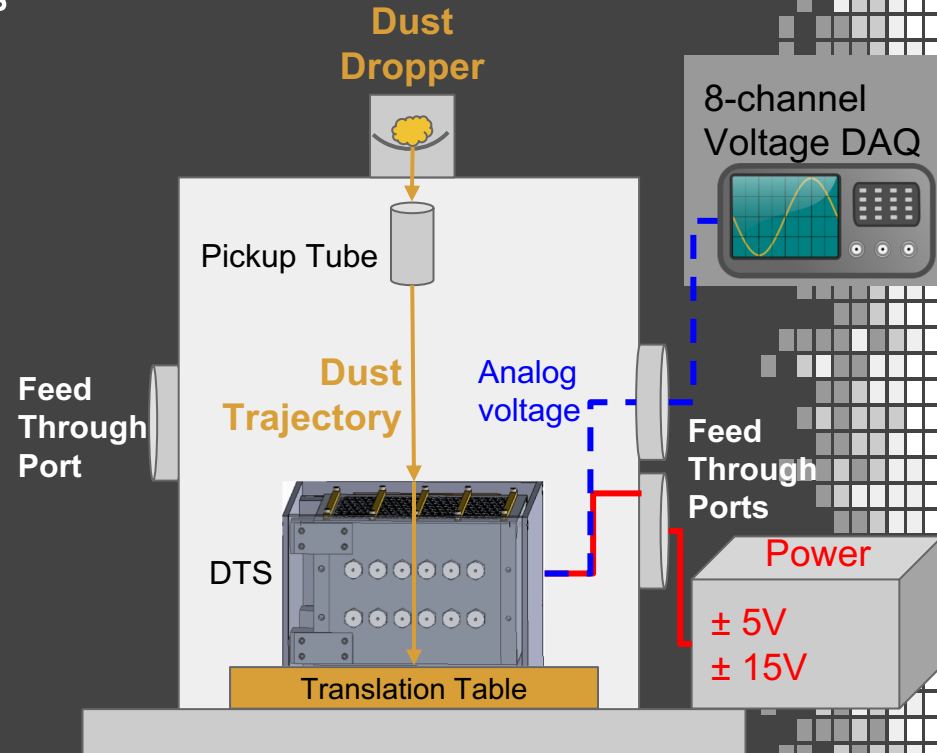 Dust
Dropper
8-channel
Voltage DAQ
Pickup Tube
Dust
Trajectory
Analog
voltage
Feed
Through
Port
Feed
Through
Ports
DTS
Power
± 5V
± 15V
Translation Table